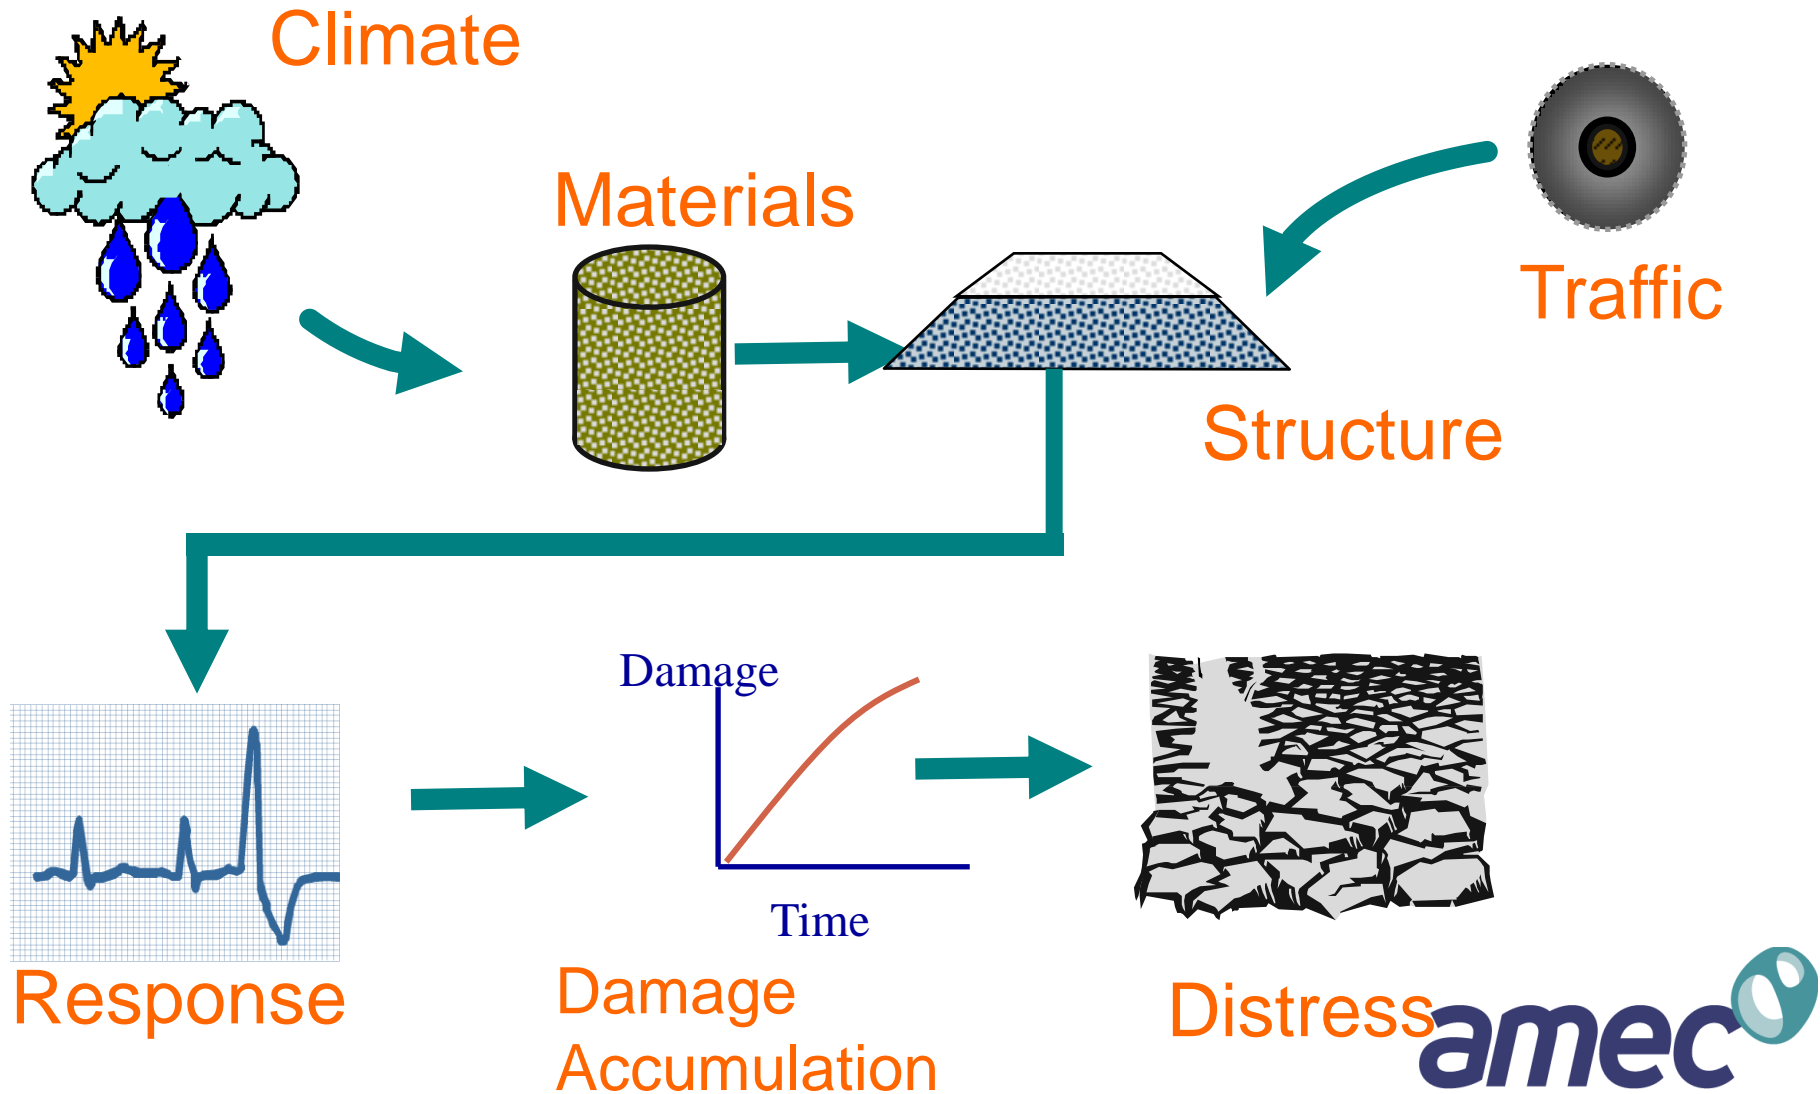 Climate
Materials
Traffic
Structure
Damage
Time
Response
Damage
Accumulation
Distress
amec